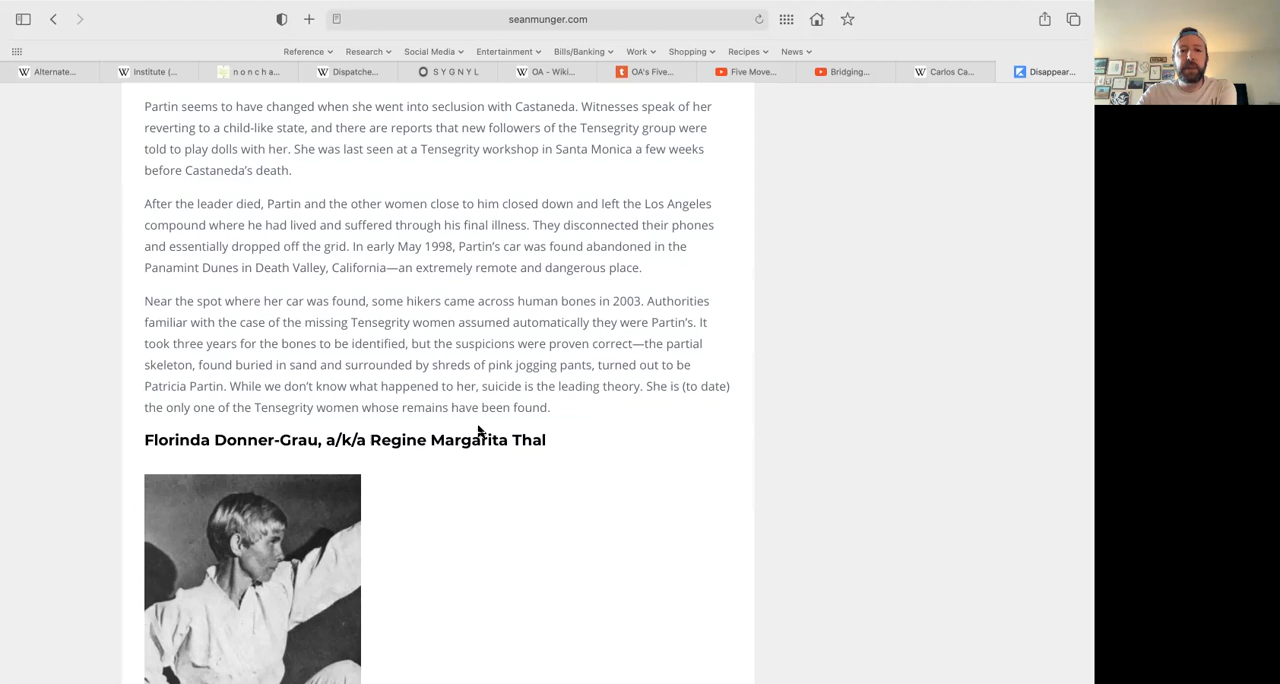 seanmunger.com
Reference
Research
Social Media
Entertainment
Bills/Banking
Work
Shopping
Recipes
News
Alternate...
Institute (...
n o n c h a...
Dispatche...
S Y G N Y L
OA - Wiki...
OA's Five...
Five Move...
Bridging...
Carlos Ca...
Disappear...
Partin seems to have changed when she went into seclusion with Castaneda. Witnesses speak of her
reverting to a child-like state, and there are reports that new followers of the Tensegrity group were
told to play dolls with her. She was last seen at a Tensegrity workshop in Santa Monica a few weeks
before Castaneda's death.
After the leader died, Partin and the other women close to him closed down and left the Los Angeles
compound where he had lived and suffered through his final illness. They disconnected their phones
and essentially dropped off the grid. In early May 1998, Partin's car was found abandoned in the
Panamint Dunes in Death Valley, California—an extremely remote and dangerous place.
Near the spot where her car was found, some hikers came across human bones in 2003. Authorities
familiar with the case of the missing Tensegrity women assumed automatically they were Partin's. It
took three years for the bones to be identified, but the suspicions were proven correct—the partial
skeleton, found buried in sand and surrounded by shreds of pink jogging pants, turned out to be
Patricia Partin. While we don't know what happened to her, suicide is the leading theory. She is (to date)
the only one of the Tensegrity women whose remains have been found.
Florinda Donner-Grau, a/k/a Regine Margarita Thal